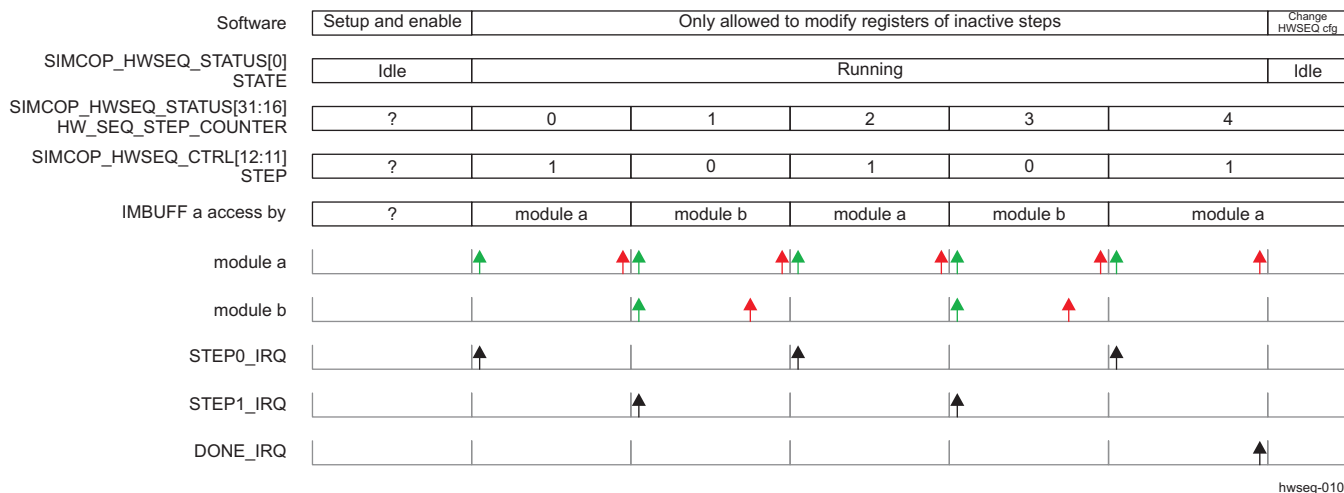 Software
Setup and enable
Only allowed to modify registers of inactive steps
Change
HWSEQ cfg
SIMCOP_HWSEQ_STATUS[0]
STATE
Idle
Running
Idle
SIMCOP_HWSEQ_STATUS[31:16]
HW_SEQ_STEP_COUNTER
?
0
1
2
3
4
SIMCOP_HWSEQ_CTRL[12:11]
STEP
?
1
0
1
0
1
IMBUFF a access by
?
module a
module b
module a
module b
module a
module a
module b
STEP0_IRQ
STEP1_IRQ
DONE_IRQ
hwseq-010